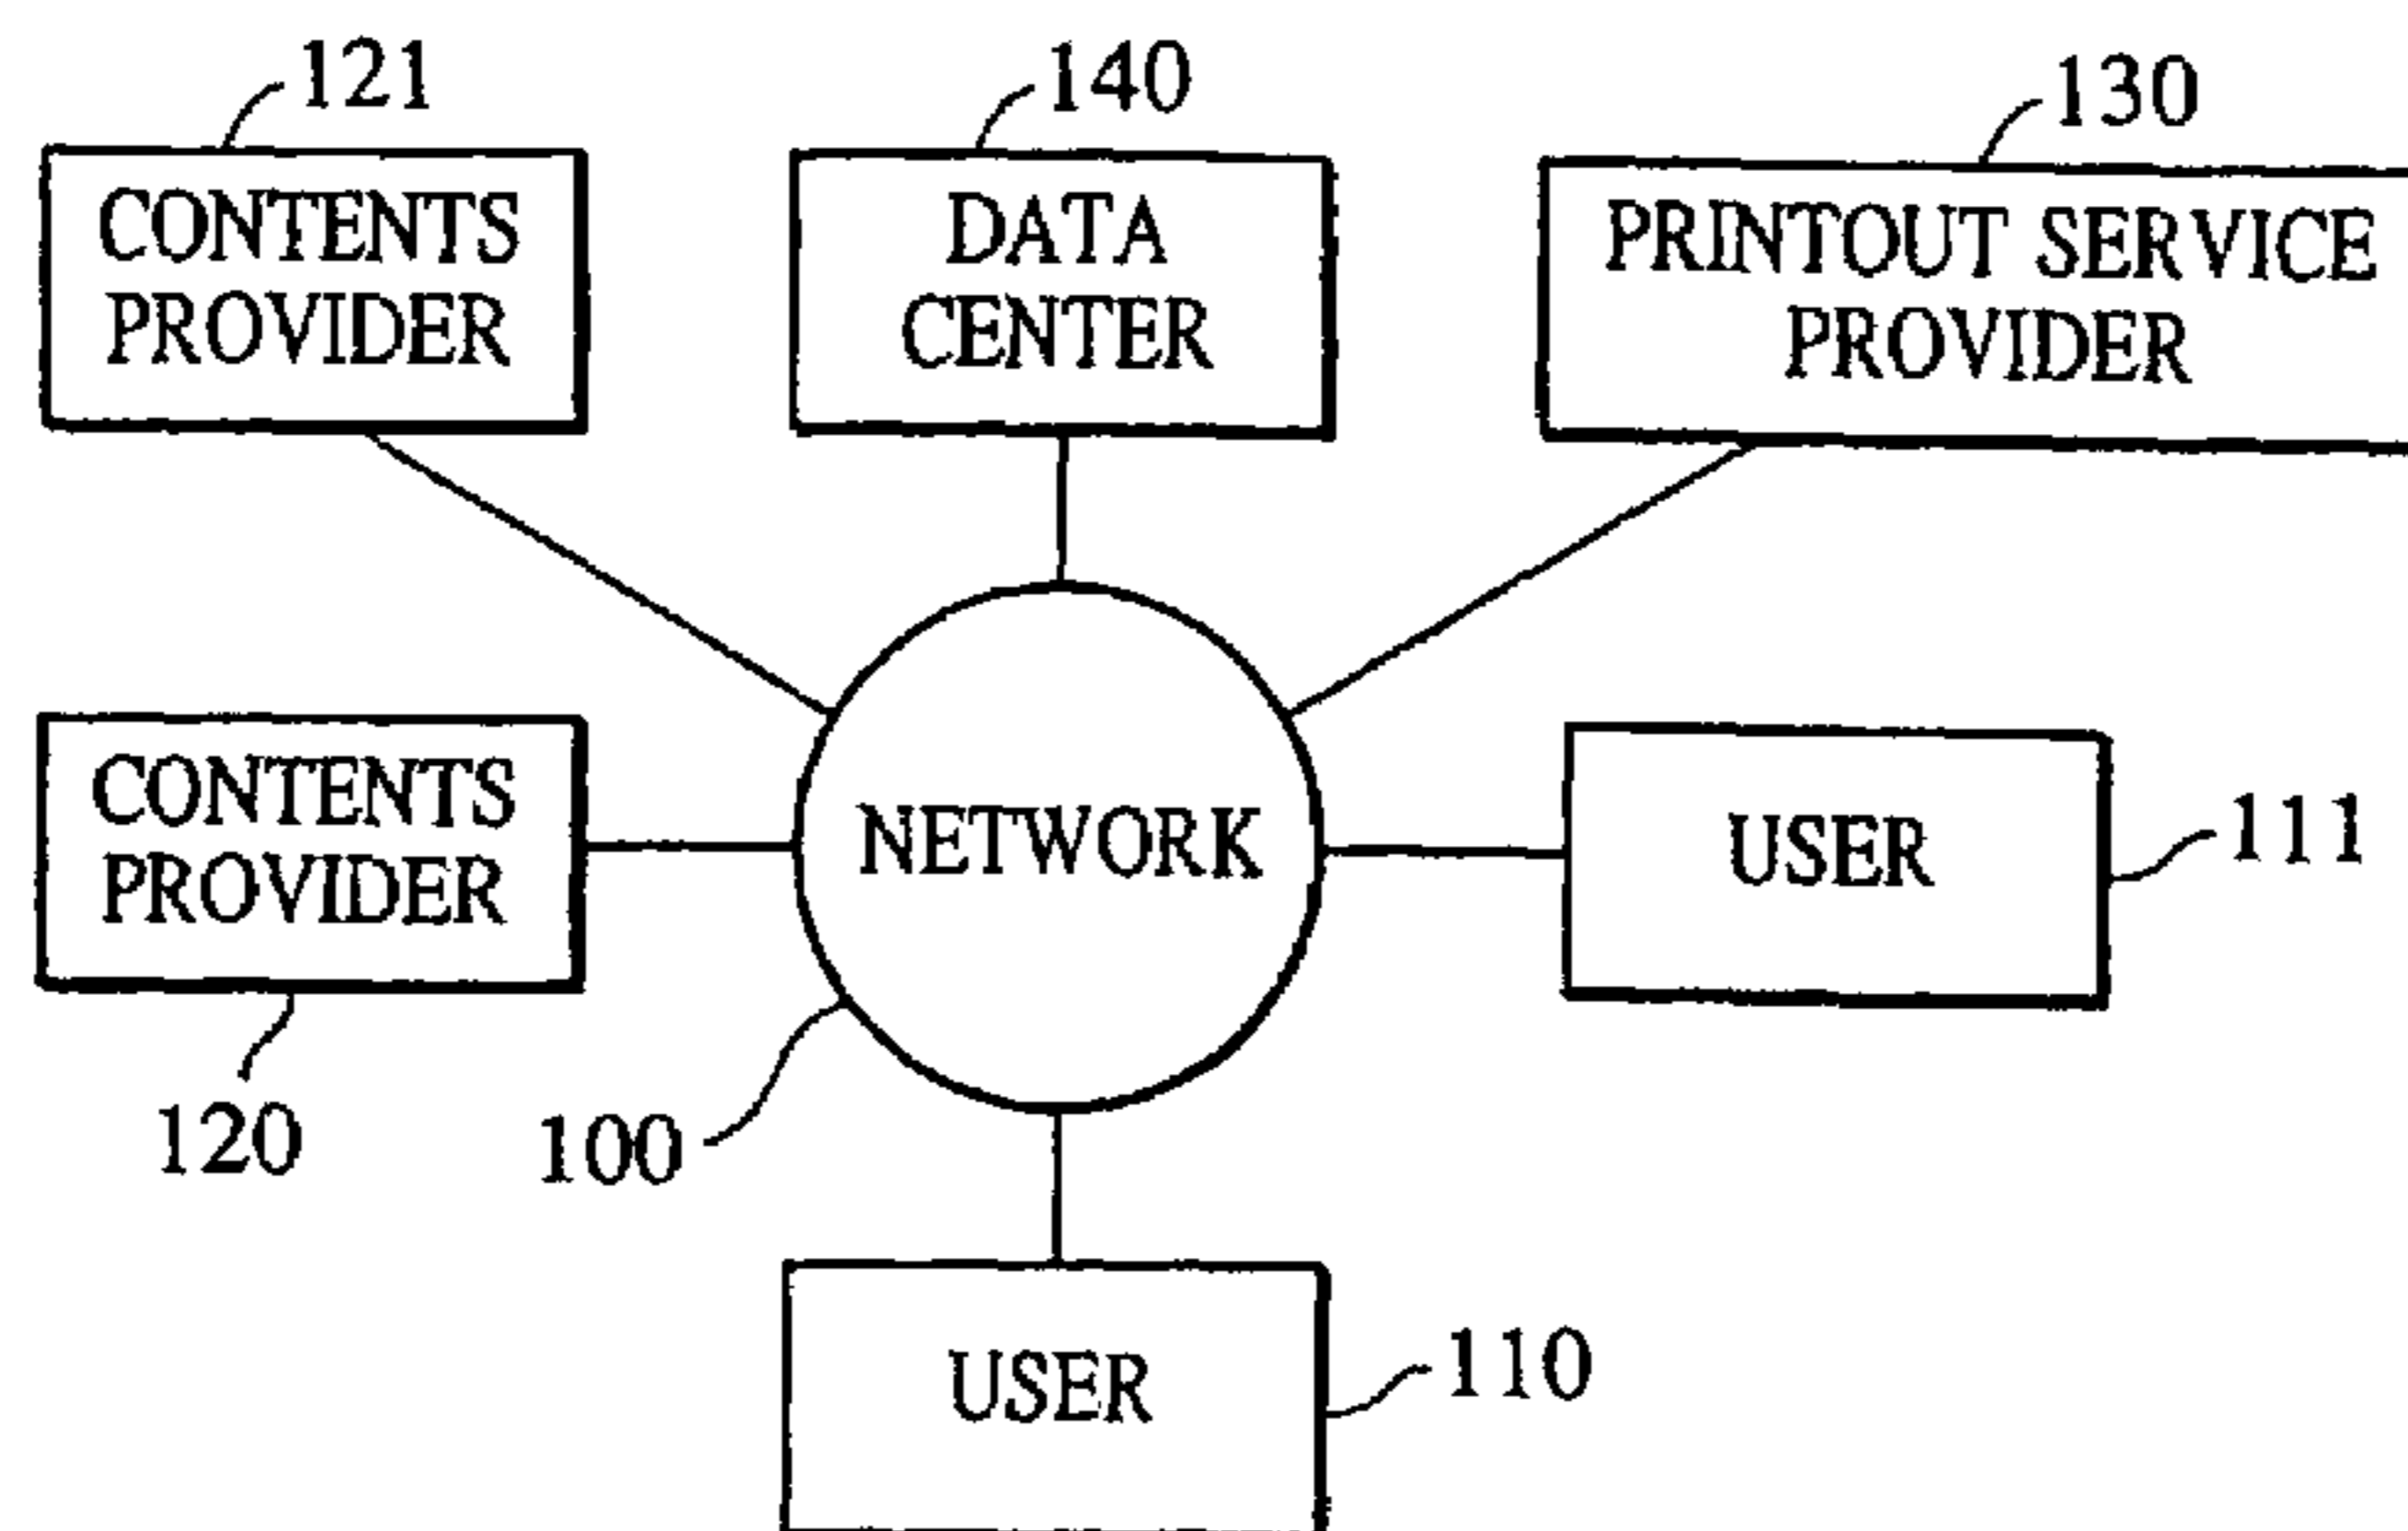 121
140
130
CONTENTS
PROVIDER
DATA
CENTER
PRINTOUT SERVICE
PROVIDER
CONTENTS
PROVIDER
NETWORK
USER
111
120
100
USER
110